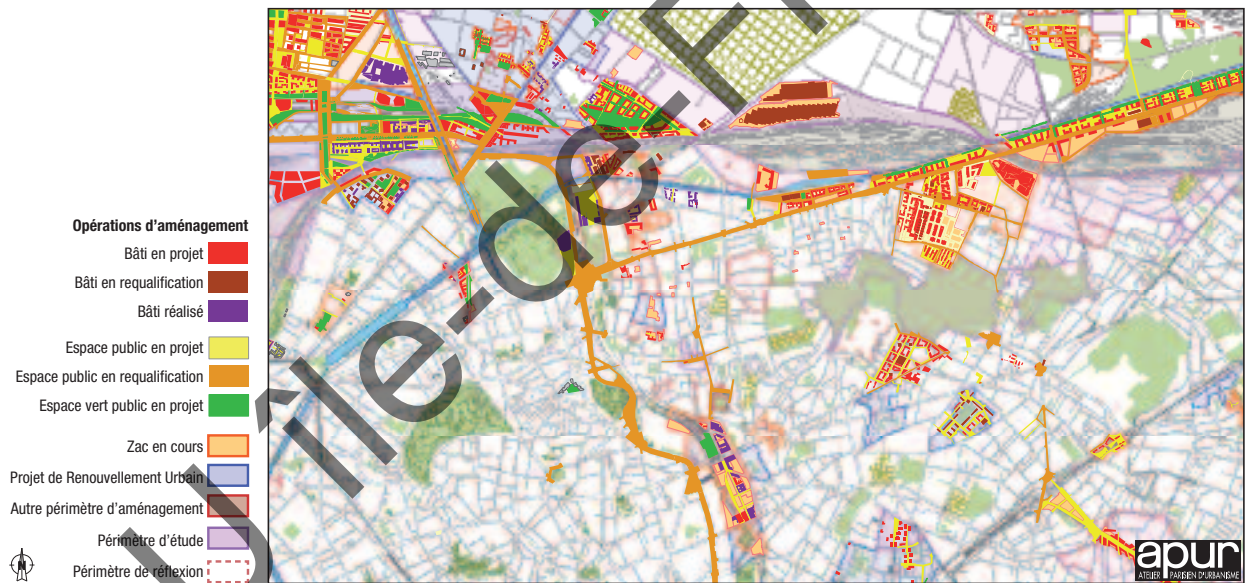 Opérations d'aménagement
Bâti en projet
Bâti en requalification
Bâti réalisé
Espace public en projet
Espace public en requalification
Espace vert public en projet
Zac en cours
Projet de Renouvellement Urbain
Autre périmètre d'aménagement
Périmètre d'étude
Périmètre de réflexion
N
Île-de-Fr
apur
ATELIER PARISIEN D'URBANISME